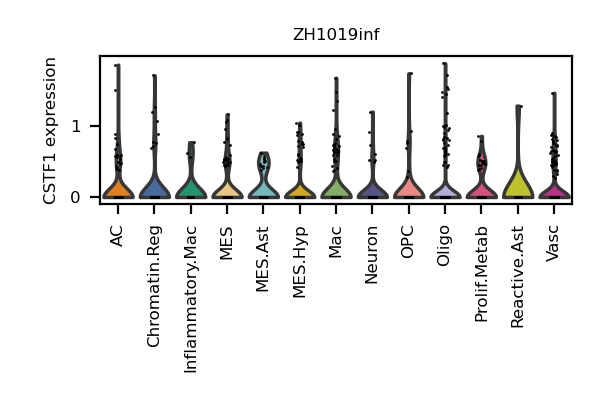 ZH1019inf
CSTF1 expression
1
0
AC
Chromatin.Reg
Inflammatory.Mac
MES
MES.Ast
MES.Hyp
Mac
Neuron
OPC
Oligo
Prolif.Metab
Reactive.Ast
Vasc